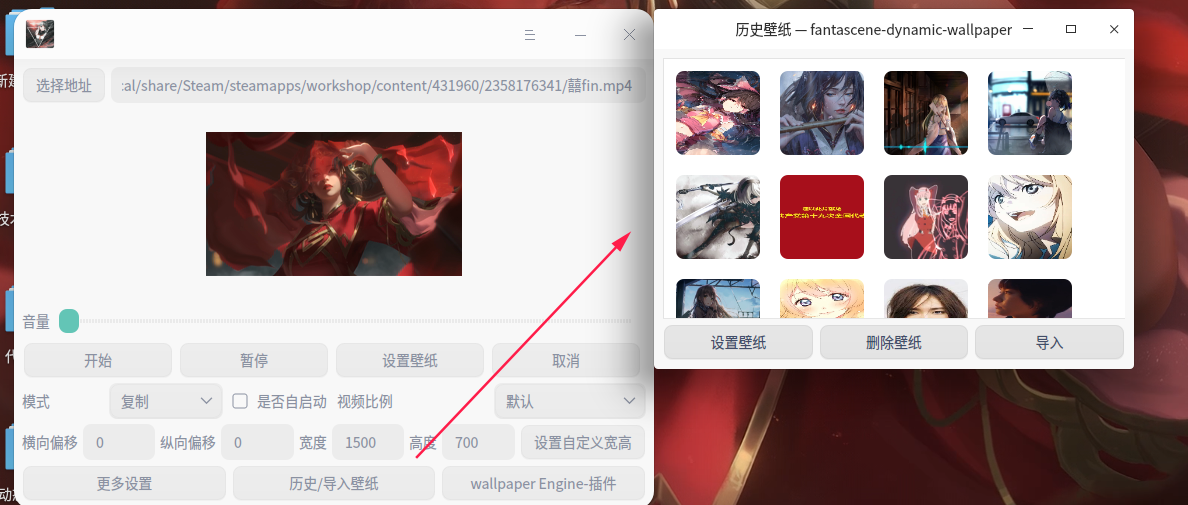 历史壁纸 — fantascene-dynamic-wallpaper
选择地址
:al/share/Steam/steamapps/workshop/content/431960/2358176341/囍fin.mp4
音量
开始
暂停
设置壁纸
取消
模式
复制
是否自启动
视频比例
默认
横向偏移
0
纵向偏移
0
宽度
1500
高度
700
设置自定义宽高
更多设置
历史/导入壁纸
wallpaper Engine-插件
设置壁纸
删除壁纸
导入
新建
技
代
动